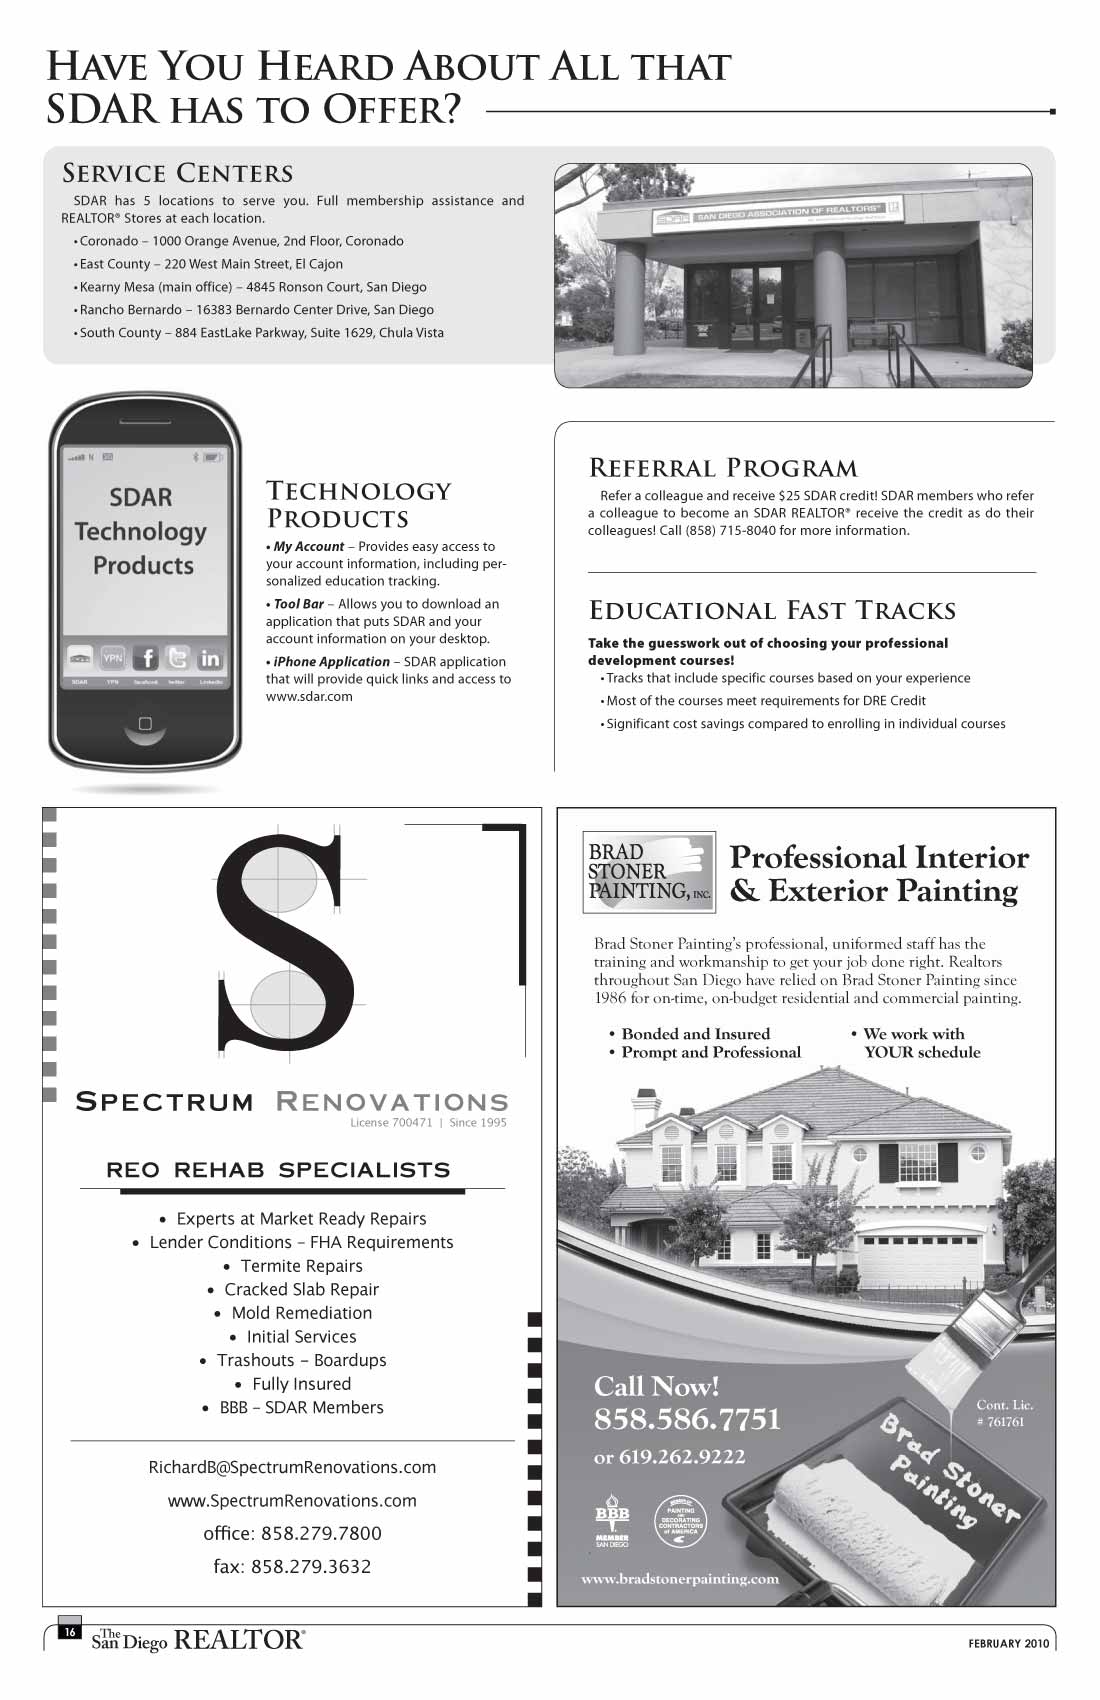 HAVE YOU HEARD ABOUT ALL THAT
SDAR HAS TO OFFER?
SERVICE CENTERS
SDAR has 5 locations to serve you. Full membership assistance and
REALTOR® Stores at each location.
• Coronado – 1000 Orange Avenue, 2nd Floor, Coronado
• East County – 220 West Main Street, El Cajon
• Kearny Mesa (main office) – 4845 Ronson Court, San Diego
• Rancho Bernardo – 16383 Bernardo Center Drive, San Diego
• South County – 884 EastLake Parkway, Suite 1629, Chula Vista
SDAR SAN DIEGO ASSOCIATION OF REALTORS®
SDAR
Technology
Products
YPN
SDAR YPN facebook twitter LinkedIn
TECHNOLOGY
PRODUCTS
• My Account – Provides easy access to
your account information, including per-
sonalized education tracking.
• Tool Bar – Allows you to download an
application that puts SDAR and your
account information on your desktop.
• iPhone Application – SDAR application
that will provide quick links and access to
www.sdar.com
REFERRAL PROGRAM
Refer a colleague and receive $25 SDAR credit! SDAR members who refer
a colleague to become an SDAR REALTOR® receive the credit as do their
colleagues! Call (858) 715-8040 for more information.
EDUCATIONAL FAST TRACKS
Take the guesswork out of choosing your professional
development courses!
• Tracks that include specific courses based on your experience
• Most of the courses meet requirements for DRE Credit
• Significant cost savings compared to enrolling in individual courses
S
SPECTRUM RENOVATIONS
License 700471 | Since 1995
REO REHAB SPECIALISTS
• Experts at Market Ready Repairs
• Lender Conditions – FHA Requirements
• Termite Repairs
• Cracked Slab Repair
• Mold Remediation
• Initial Services
• Trashouts – Boardups
• Fully Insured
• BBB – SDAR Members
RichardB@SpectrumRenovations.com
www.SpectrumRenovations.com
office: 858.279.7800
fax: 858.279.3632
BRAD
STONER
PAINTING, INC.
Professional Interior
& Exterior Painting
Brad Stoner Painting's professional, uniformed staff has the
training and workmanship to get your job done right. Realtors
throughout San Diego have relied on Brad Stoner Painting since
1986 for on-time, on-budget residential and commercial painting.
• Bonded and Insured
• Prompt and Professional
• We work with
YOUR schedule
Call Now!
858.586.7751
or 619.262.9222
Cont. Lic.
# 761761
Brad Stoner
Painting
BBB
MEMBER
SAN DIEGO
PAINTING
AND
DECORATING
CONTRACTORS
of AMERICA
www.bradstonerpainting.com
16
The
San Diego REALTOR®
FEBRUARY 2010